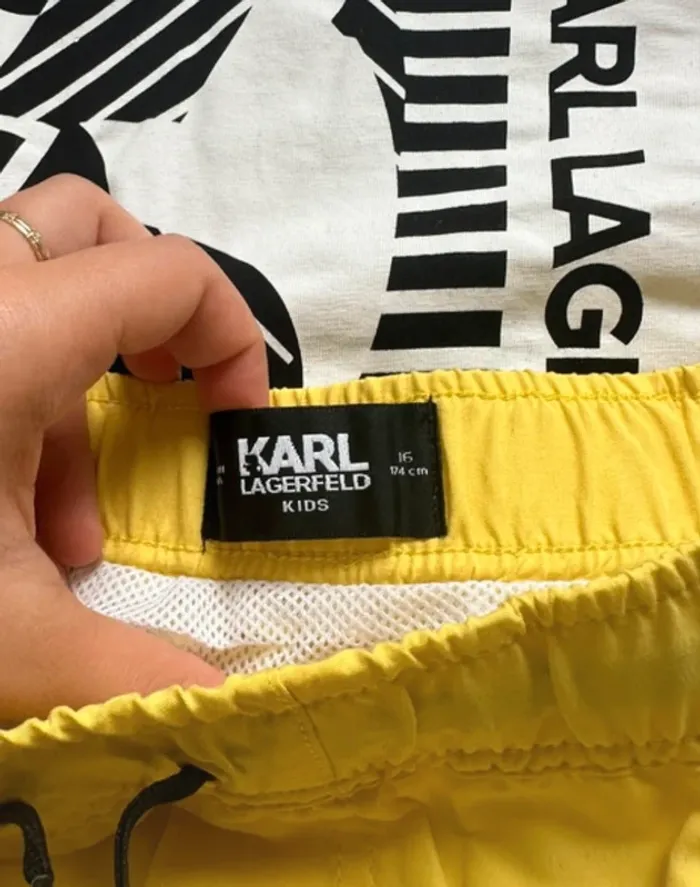 ARL LAG
KARL
LAGERFELD
KIDS
16
174 cm